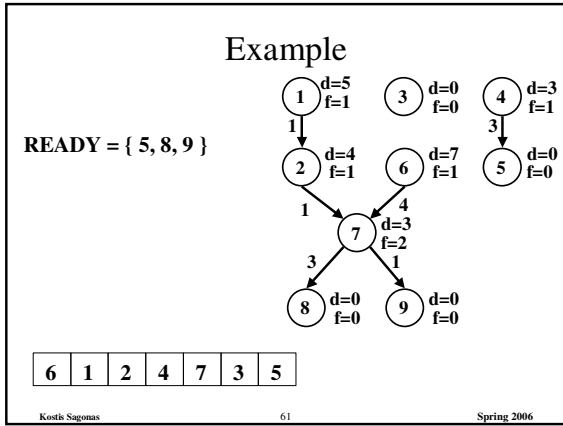 Example
1 d=5 f=1
3 d=0 f=0
4 d=3 f=1
1
3
READY = { 5, 8, 9 }
2 d=4 f=1
6 d=7 f=1
5 d=0 f=0
1
4
7 d=3 f=2
3
1
8 d=0 f=0
9 d=0 f=0
6 1 2 4 7 3 5
Kostis Sagonas 61 Spring 2006